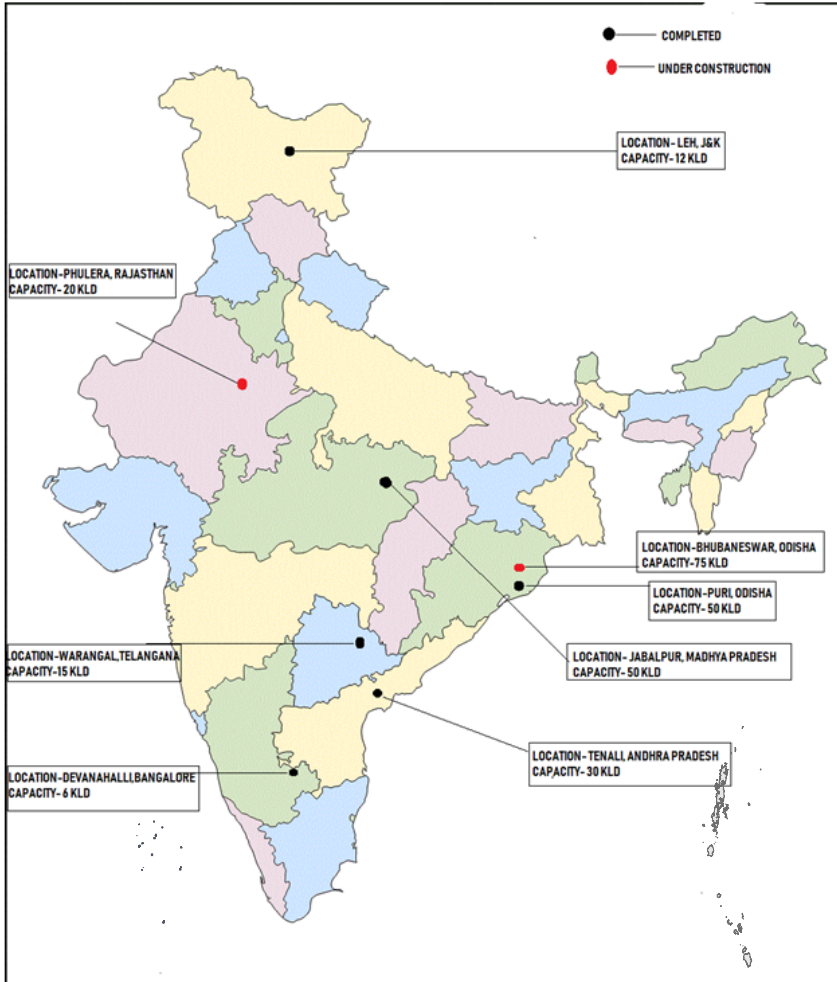 COMPLETED
UNDER CONSTRUCTION
LOCATION- LEH, J&K
CAPACITY- 12 KLD
LOCATION-PHULERA, RAJASTHAN
CAPACITY- 20 KLD
LOCATION-BHUBANESWAR, ODISHA
CAPACITY-75 KLD
LOCATION-PURI, ODISHA
CAPACITY- 50 KLD
LOCATION-WARANGAL,TELANGANA
CAPACITY-15 KLD
LOCATION- JABALPUR, MADHYA PRADESH
CAPACITY- 50 KLD
LOCATION- TENALI, ANDHRA PRADESH
CAPACITY- 30 KLD
LOCATION-DEVANAHALLI,BANGALORE
CAPACITY- 6 KLD